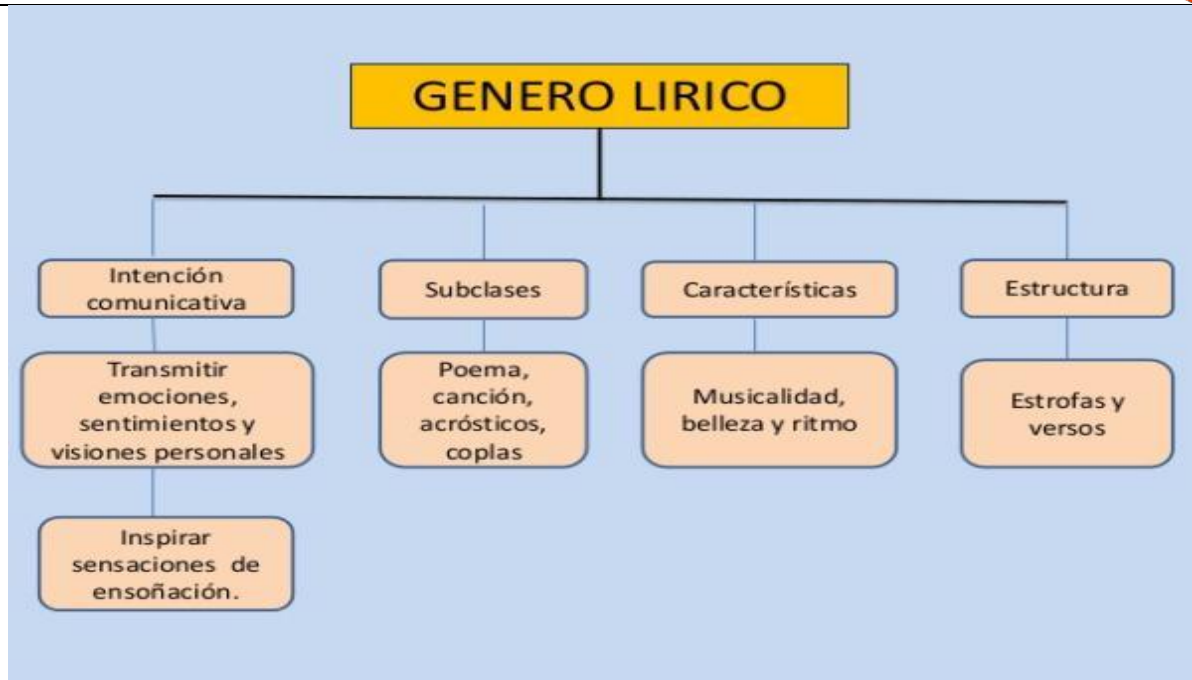 GENERO LIRICO
Intención
comunicativa
Transmitir
emociones,
sentimientos y
visiones personales
Inspirar
sensaciones de
ensoñación.
Subclases
Poema,
canción,
acrósticos,
coplas
Características
Musicalidad,
belleza y ritmo
Estructura
Estrofas y
versos